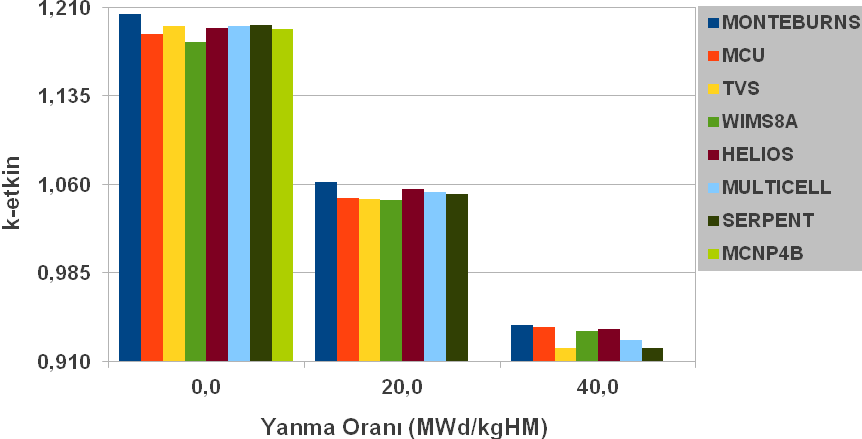 1,210
1,135
1,060
0,985
0,910
k-etkin
0,0
20,0
40,0
Yanma Oranı (MWd/kgHM)
MONTEBURNS
MCU
TVS
WIMS8A
HELIOS
MULTICELL
SERPENT
MCNP4B